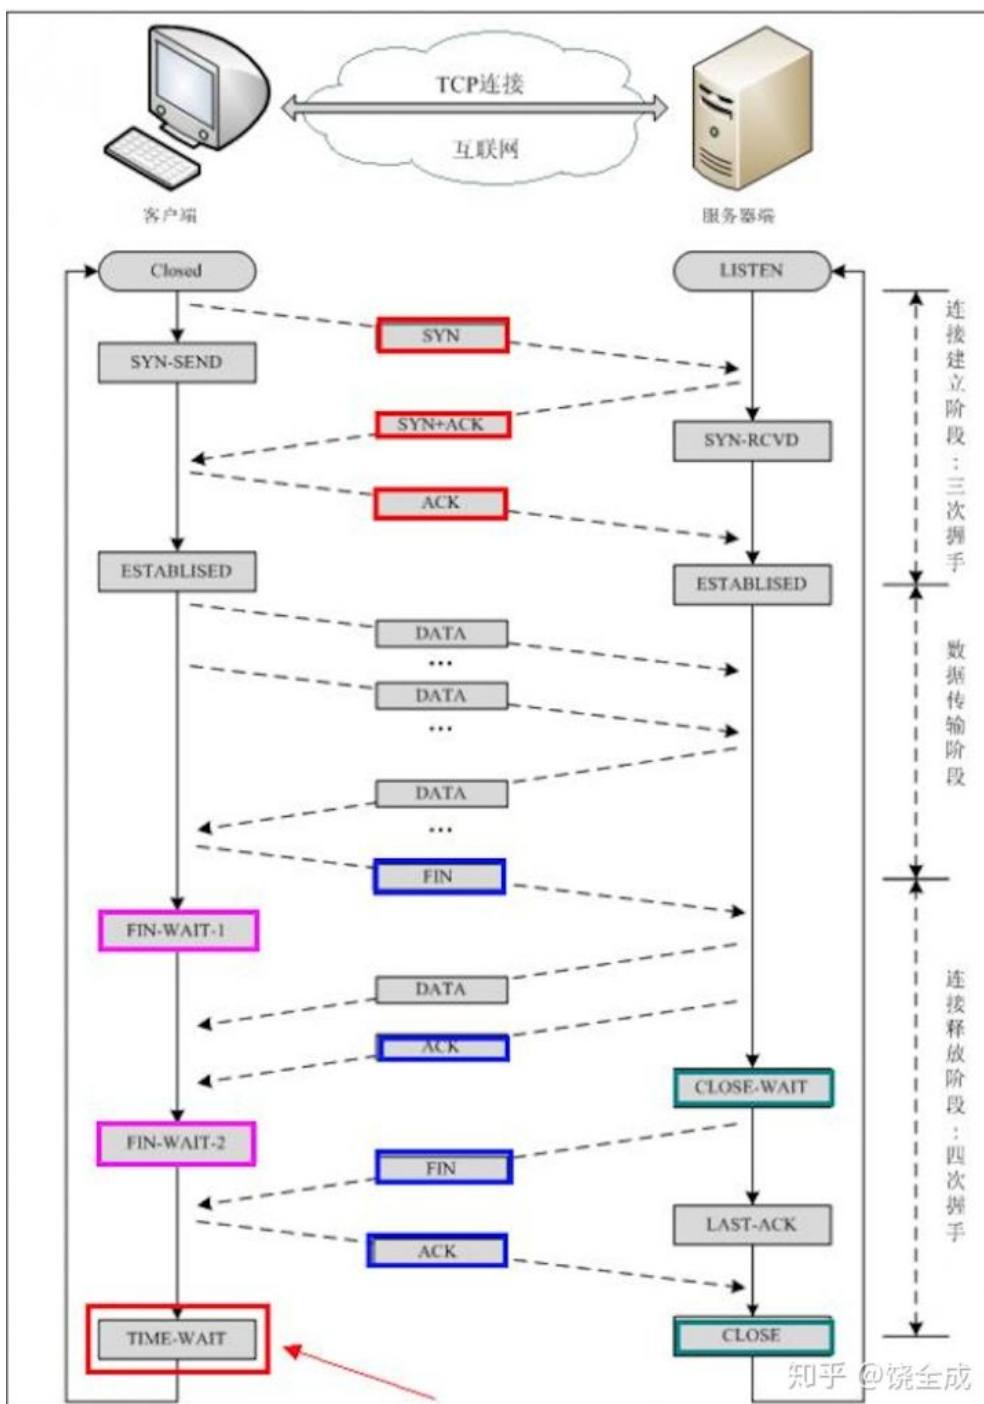 TCP连接
互联网
客户端
服务器端
Closed
LISTEN
SYN
SYN-SEND
SYN+ACK
SYN-RCVD
ACK
ESTABLISED
ESTABLISED
连接建立阶段：三次握手
DATA
...
DATA
...
DATA
...
数据传输阶段
FIN
FIN-WAIT-1
DATA
ACK
CLOSE-WAIT
FIN-WAIT-2
FIN
LAST-ACK
ACK
连接释放阶段：四次握手
TIME-WAIT
CLOSE
知乎 @饶全成